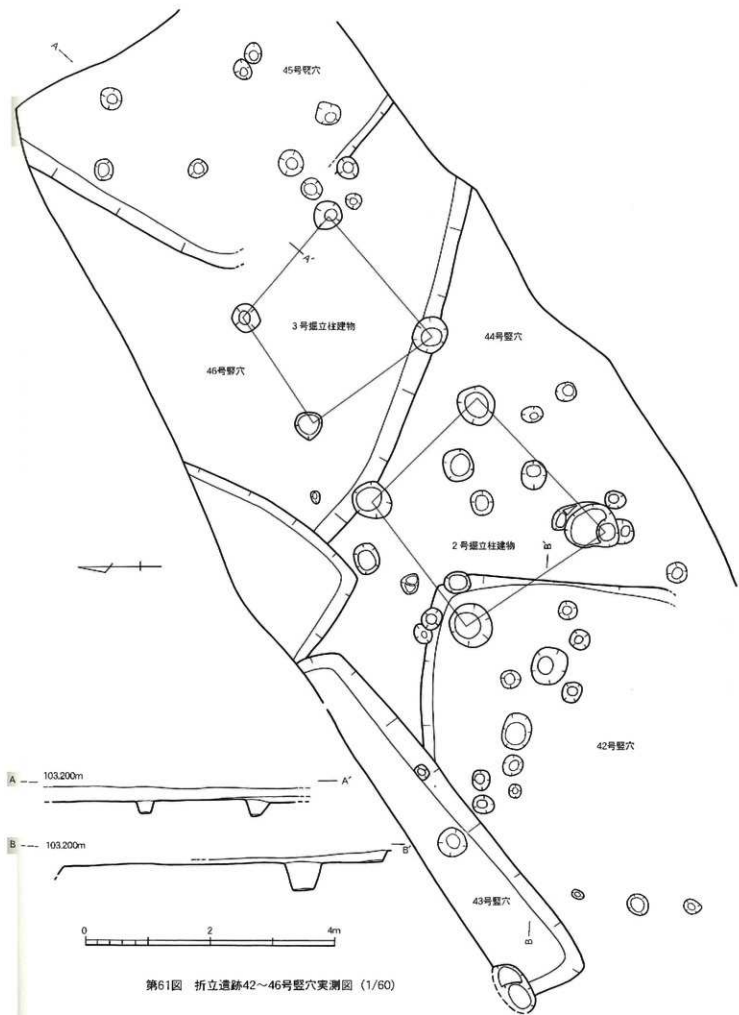 A
45号竪穴
A´
3号掘立柱建物
44号竪穴
46号竪穴
2号掘立柱建物
B´
42号竪穴
A 103.200m A´
B 103.200m B´
43号竪穴
B
0 2 4m
第61図 折立遺跡42～46号竪穴実測図 (1/60)